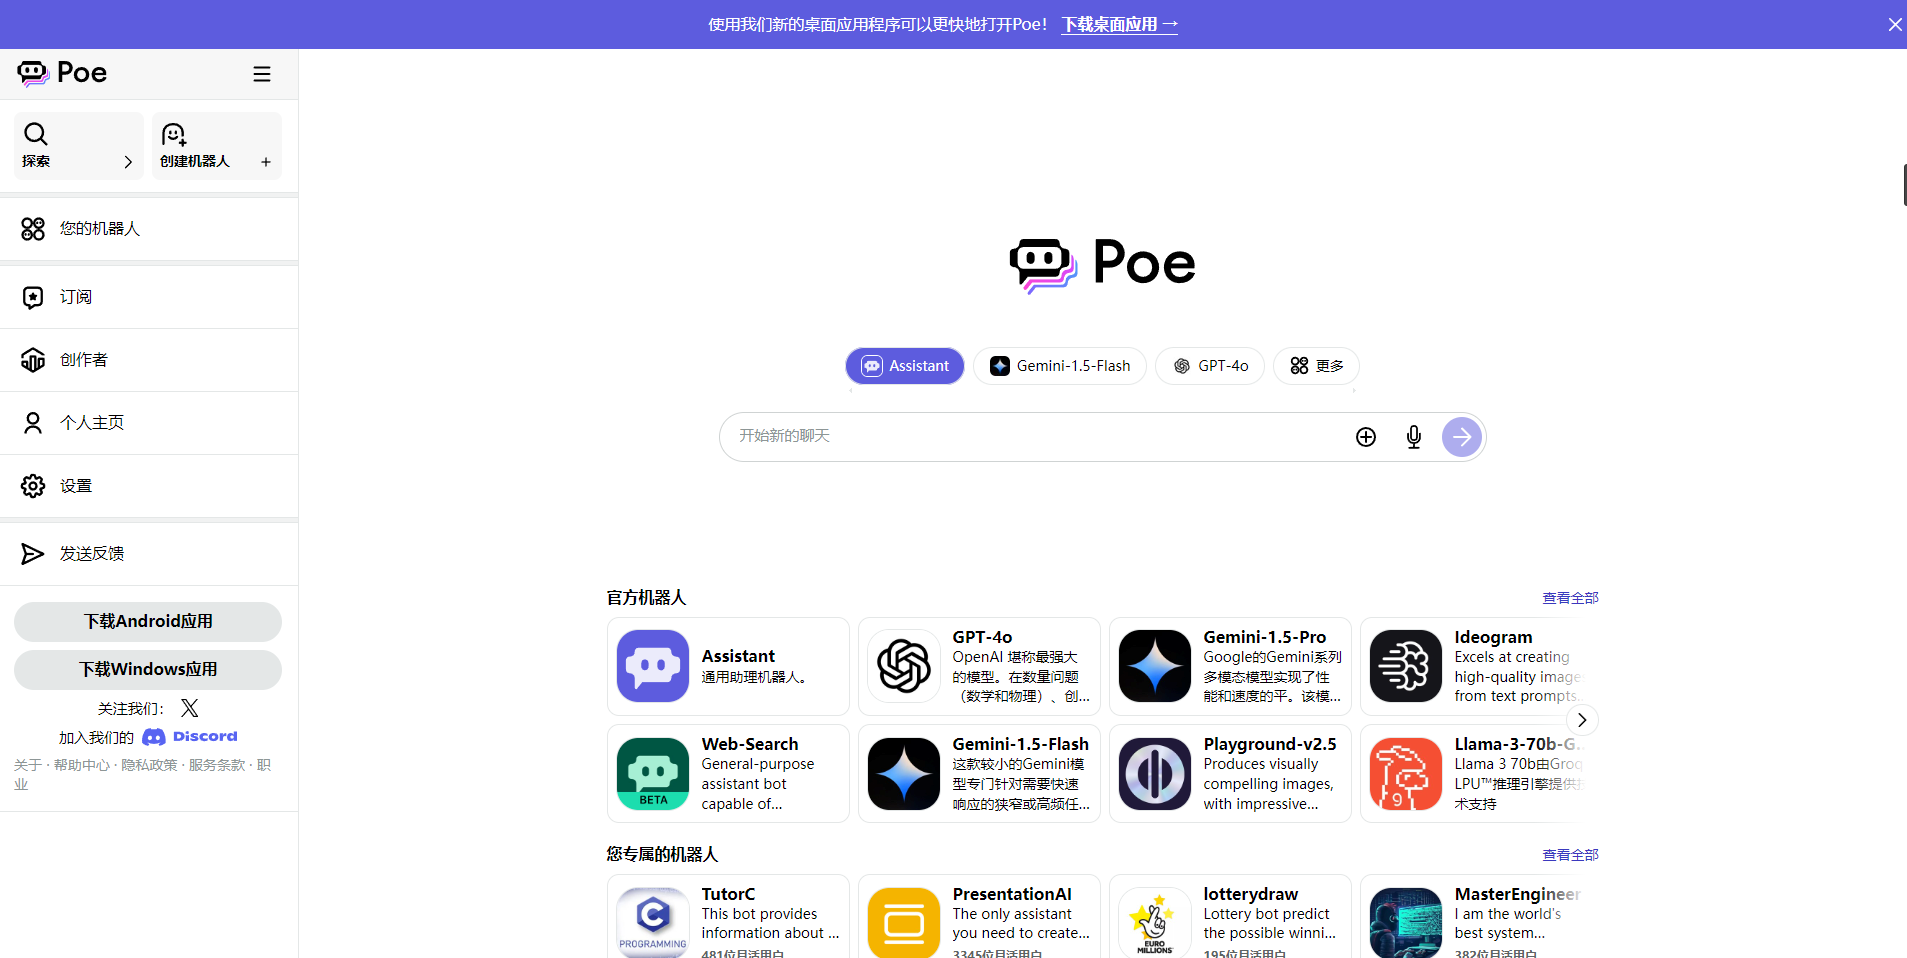 使用我们新的桌面应用程序可以更快地打开Poe！ 下载桌面应用 →
Poe
探索
创建机器人
您的机器人
订阅
创作者
个人主页
设置
发送反馈
下载Android应用
下载Windows应用
关注我们：
加入我们的 Discord
关于 · 帮助中心 · 隐私政策 · 服务条款 · 职
业
Poe
Assistant
Gemini-1.5-Flash
GPT-4o
更多
开始新的聊天
官方机器人
查看全部
Assistant
通用助理机器人。
GPT-4o
OpenAI 堪称最强大
的模型。在数量问题
（数学和物理）、创...
Gemini-1.5-Pro
Google的Gemini系列
多模态模型实现了性
能和速度的平。该模...
Ideogram
Excels at creating
high-quality image
from text prompts...
BETA
Web-Search
General-purpose
assistant bot
capable of...
Gemini-1.5-Flash
这款较小的Gemini模
型专门针对需要快速
响应的狭窄或高频任...
Playground-v2.5
Produces visually
compelling images,
with impressive...
9
Llama-3-70b-G...
Llama 3 70b由Groq
LPU™推理引擎提供技
术支持
您专属的机器人
查看全部
C
PROGRAMMING
TutorC
This bot provides
information about ...
481位月活用户
PresentationAI
The only assistant
you need to create...
3345位月活用户
EURO
MILLIONS
lotterydraw
Lottery bot predict
the possible winni...
195位月活用户
MasterEngineer
I am the world's
best system...
382位月活用户